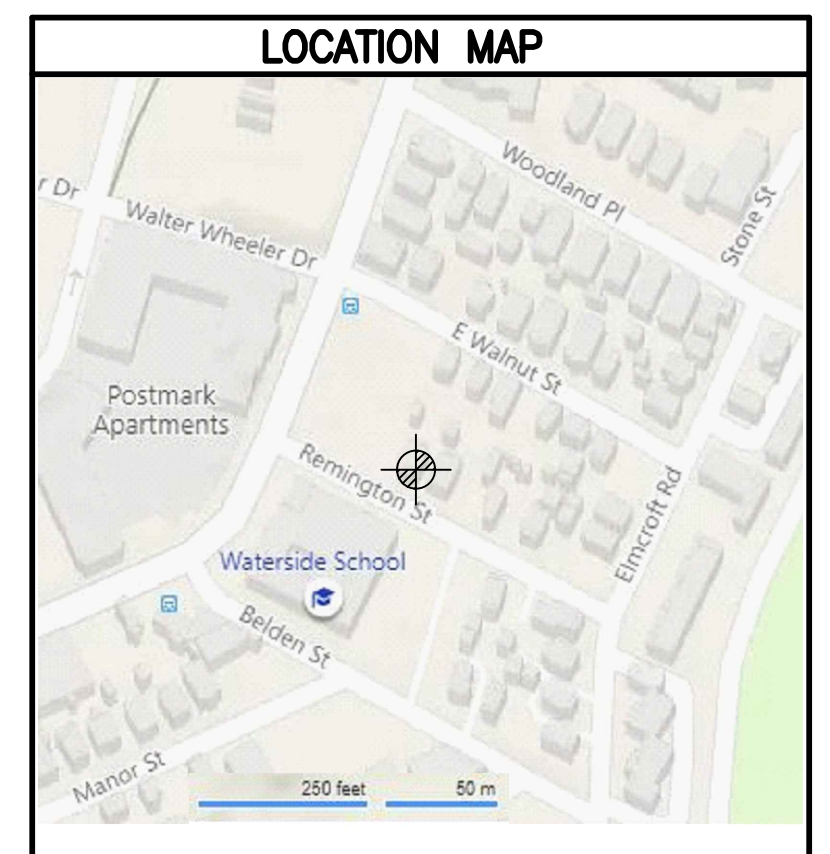 LOCATION MAP
Woodland Pl
Stone St
r Dr
Walter Wheeler Dr
E Walnut St
Postmark
Apartments
Remington St
Elmcroft Rd
Waterside School
Belden St
Manor St
250 feet
50 m